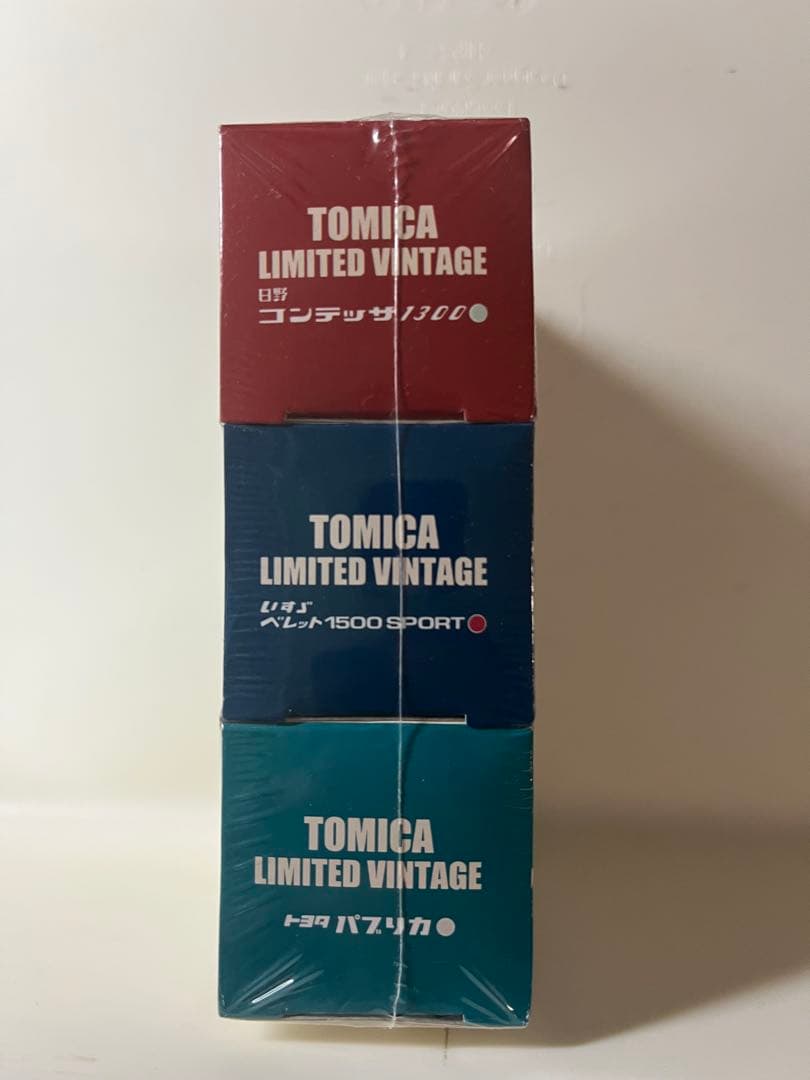 TOMICA
LIMITED VINTAGE
日野
コンテッサ1300
TOMICA
LIMITED VINTAGE
いすゞ
ベレット1500 SPORT
TOMICA
LIMITED VINTAGE
トヨタ パブリカ